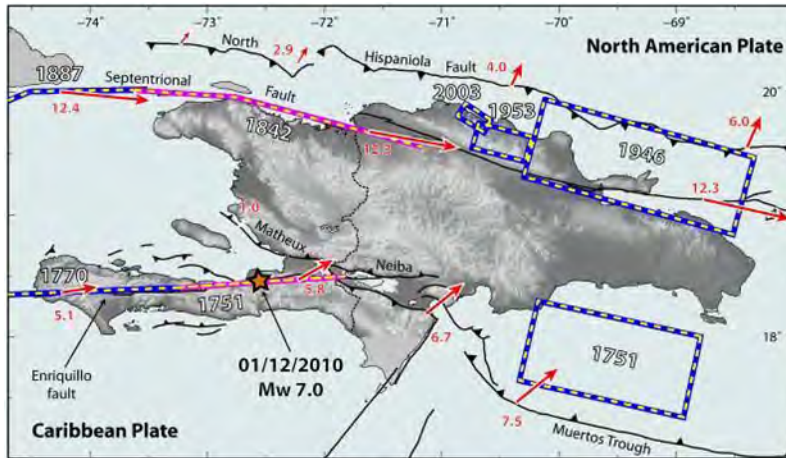 -74
-73
-72
-71
-70
-69
North
2.9
Hispaniola
Fault
4.0
North American Plate
1887
Septentrional
Fault
2003
1953
20°
12.4
1842
12.3
1946
6.0
12.3
1.0
Matheux
Neiba
1770
1751
5.8
5.1
6.7
18°
01/12/2010
Mw 7.0
1751
Enriquillo
fault
7.5
Caribbean Plate
Muertos Trough